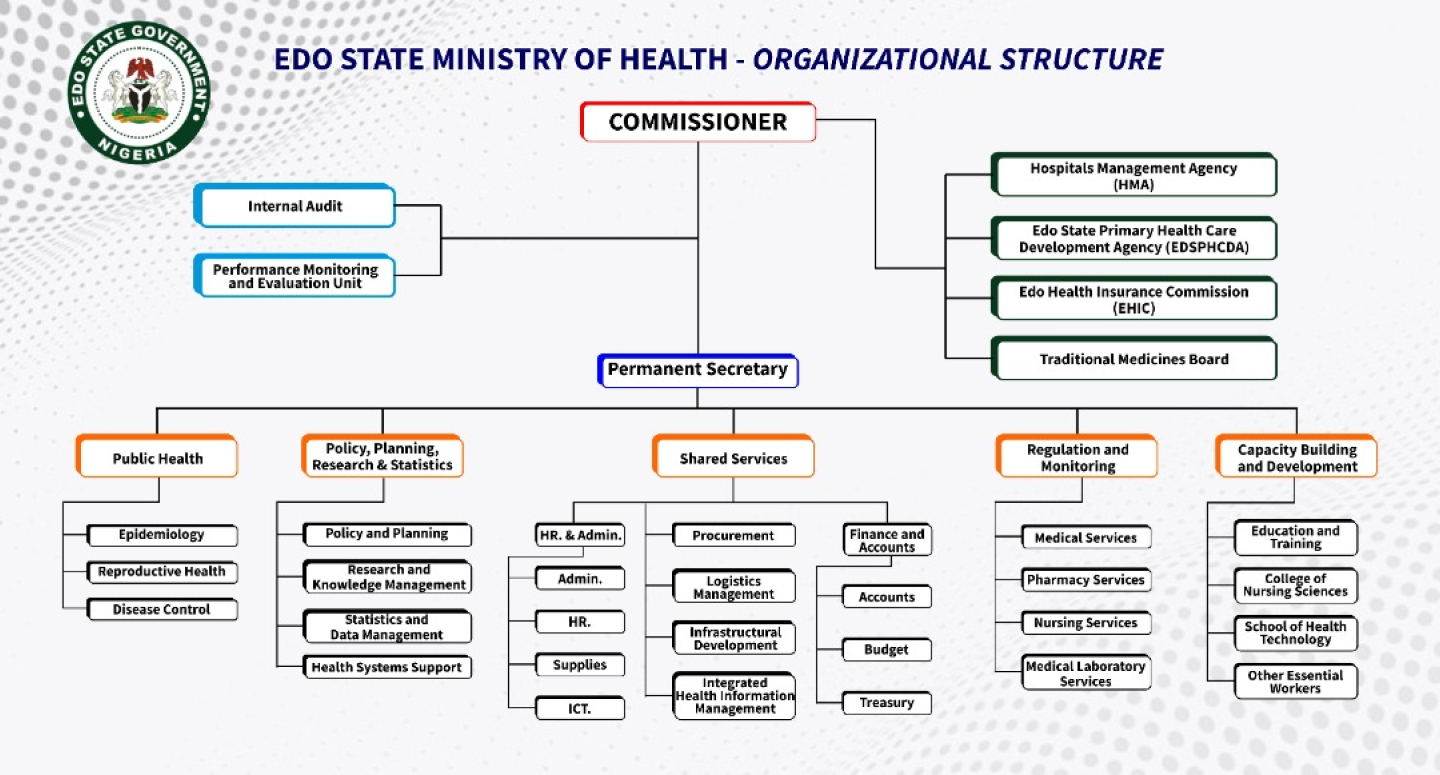 EDO STATE GOVERNMENT
NIGERIA
EDO STATE MINISTRY OF HEALTH - ORGANIZATIONAL STRUCTURE
COMMISSIONER
Internal Audit
Performance Monitoring
and Evaluation Unit
Hospitals Management Agency
(HMA)
Edo State Primary Health Care
Development Agency (EDSPHCDA)
Edo Health Insurance Commission
(EHIC)
Traditional Medicines Board
Permanent Secretary
Public Health
Epidemiology
Reproductive Health
Disease Control
Policy, Planning,
Research & Statistics
Policy and Planning
Research and
Knowledge Management
Statistics and
Data Management
Health Systems Support
Shared Services
HR. & Admin.
Admin.
HR.
Supplies
ICT.
Procurement
Logistics
Management
Infrastructural
Development
Integrated
Health Information
Management
Finance and
Accounts
Accounts
Budget
Treasury
Regulation and
Monitoring
Medical Services
Pharmacy Services
Nursing Services
Medical Laboratory
Services
Capacity Building
and Development
Education and
Training
College of
Nursing Sciences
School of Health
Technology
Other Essential
Workers